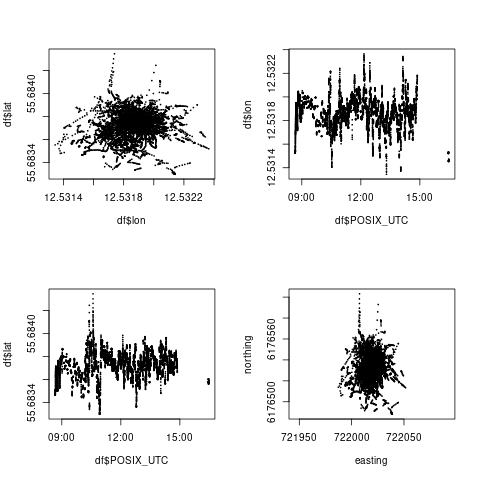 df$lat
55.6840
55.6834
12.5314
12.5318
12.5322
df$lon
df$lon
12.5322
12.5318
12.5314
09:00
12:00
15:00
df$POSIX_UTC
df$lat
55.6840
55.6834
09:00
12:00
15:00
df$POSIX_UTC
northing
6176560
6176500
721950
722000
722050
easting